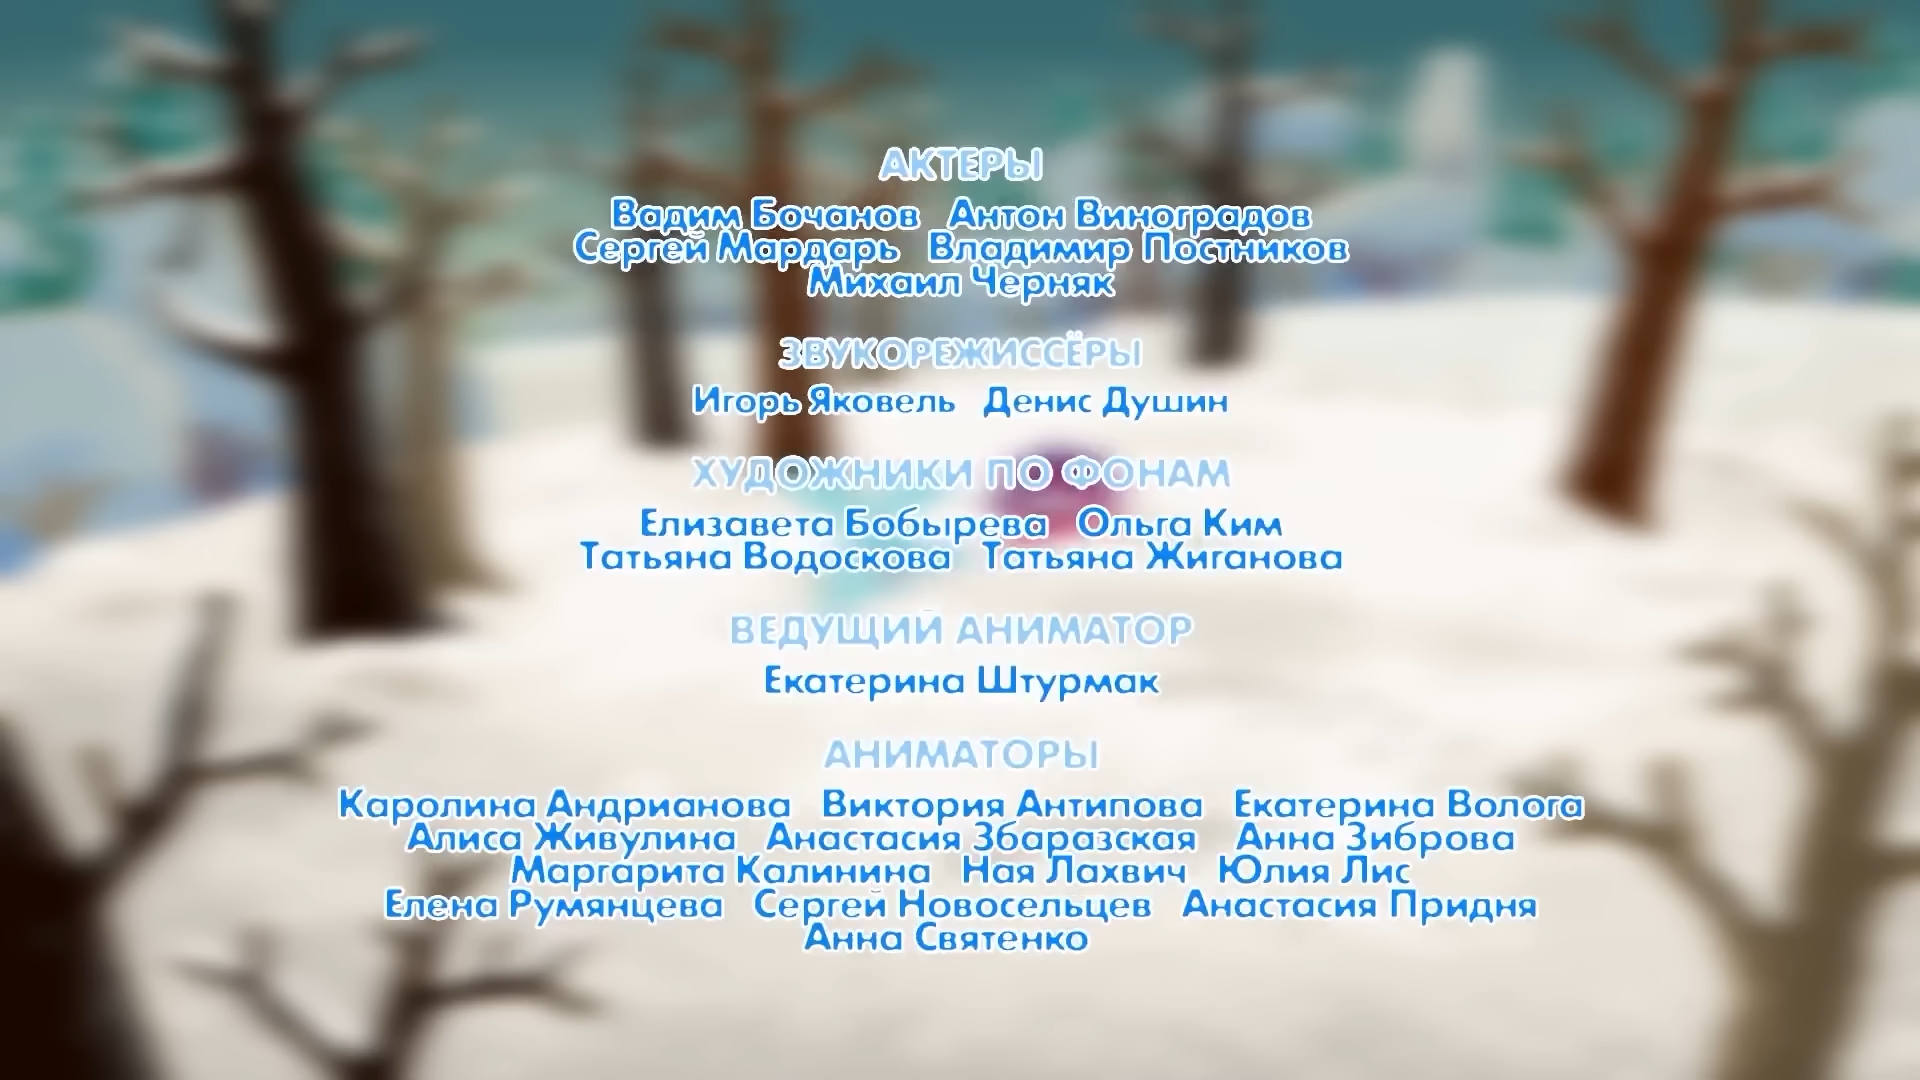 АКТЕРЫ
Вадим Бочанов Антон Виноградов
Сергей Мардарь Владимир Постников
Михаил Черняк
ЗВУКОРЕЖИССЁРЫ
Игорь Яковель Денис Душин
ХУДОЖНИКИ ПО ФОНАМ
Елизавета Бобырева Ольга Ким
Татьяна Водоскова Татьяна Жиганова
ВЕДУЩИЙ АНИМАТОР
Екатерина Штурмак
АНИМАТОРЫ
Каролина Андрианова Виктория Антипова Екатерина Волога
Алиса Живулина Анастасия Збаразская Анна Зиброва
Маргарита Калинина Ная Лахвич Юлия Лис
Елена Румянцева Сергей Новосельцев Анастасия Придня
Анна Святенко